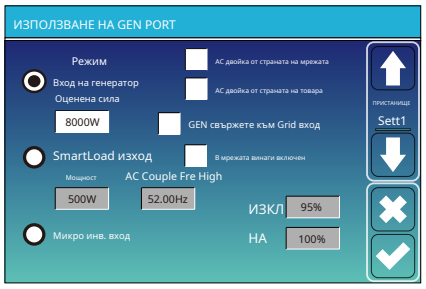 ИЗПОЛЗВАНЕ НА GEN PORT
Режим
AC двойка от страната на мрежата
Вход на генератор
AC двойка от страната на товара
Оценена сила
8000W
GEN свържете към Grid вход
SmartLoad изход
В мрежата винаги включен
Мощност
AC Couple Fre High
500W
52.00Hz
ИЗКЛ
95%
Микро инв. вход
НА
100%
ПРИСТАНИЩЕ
Sett1